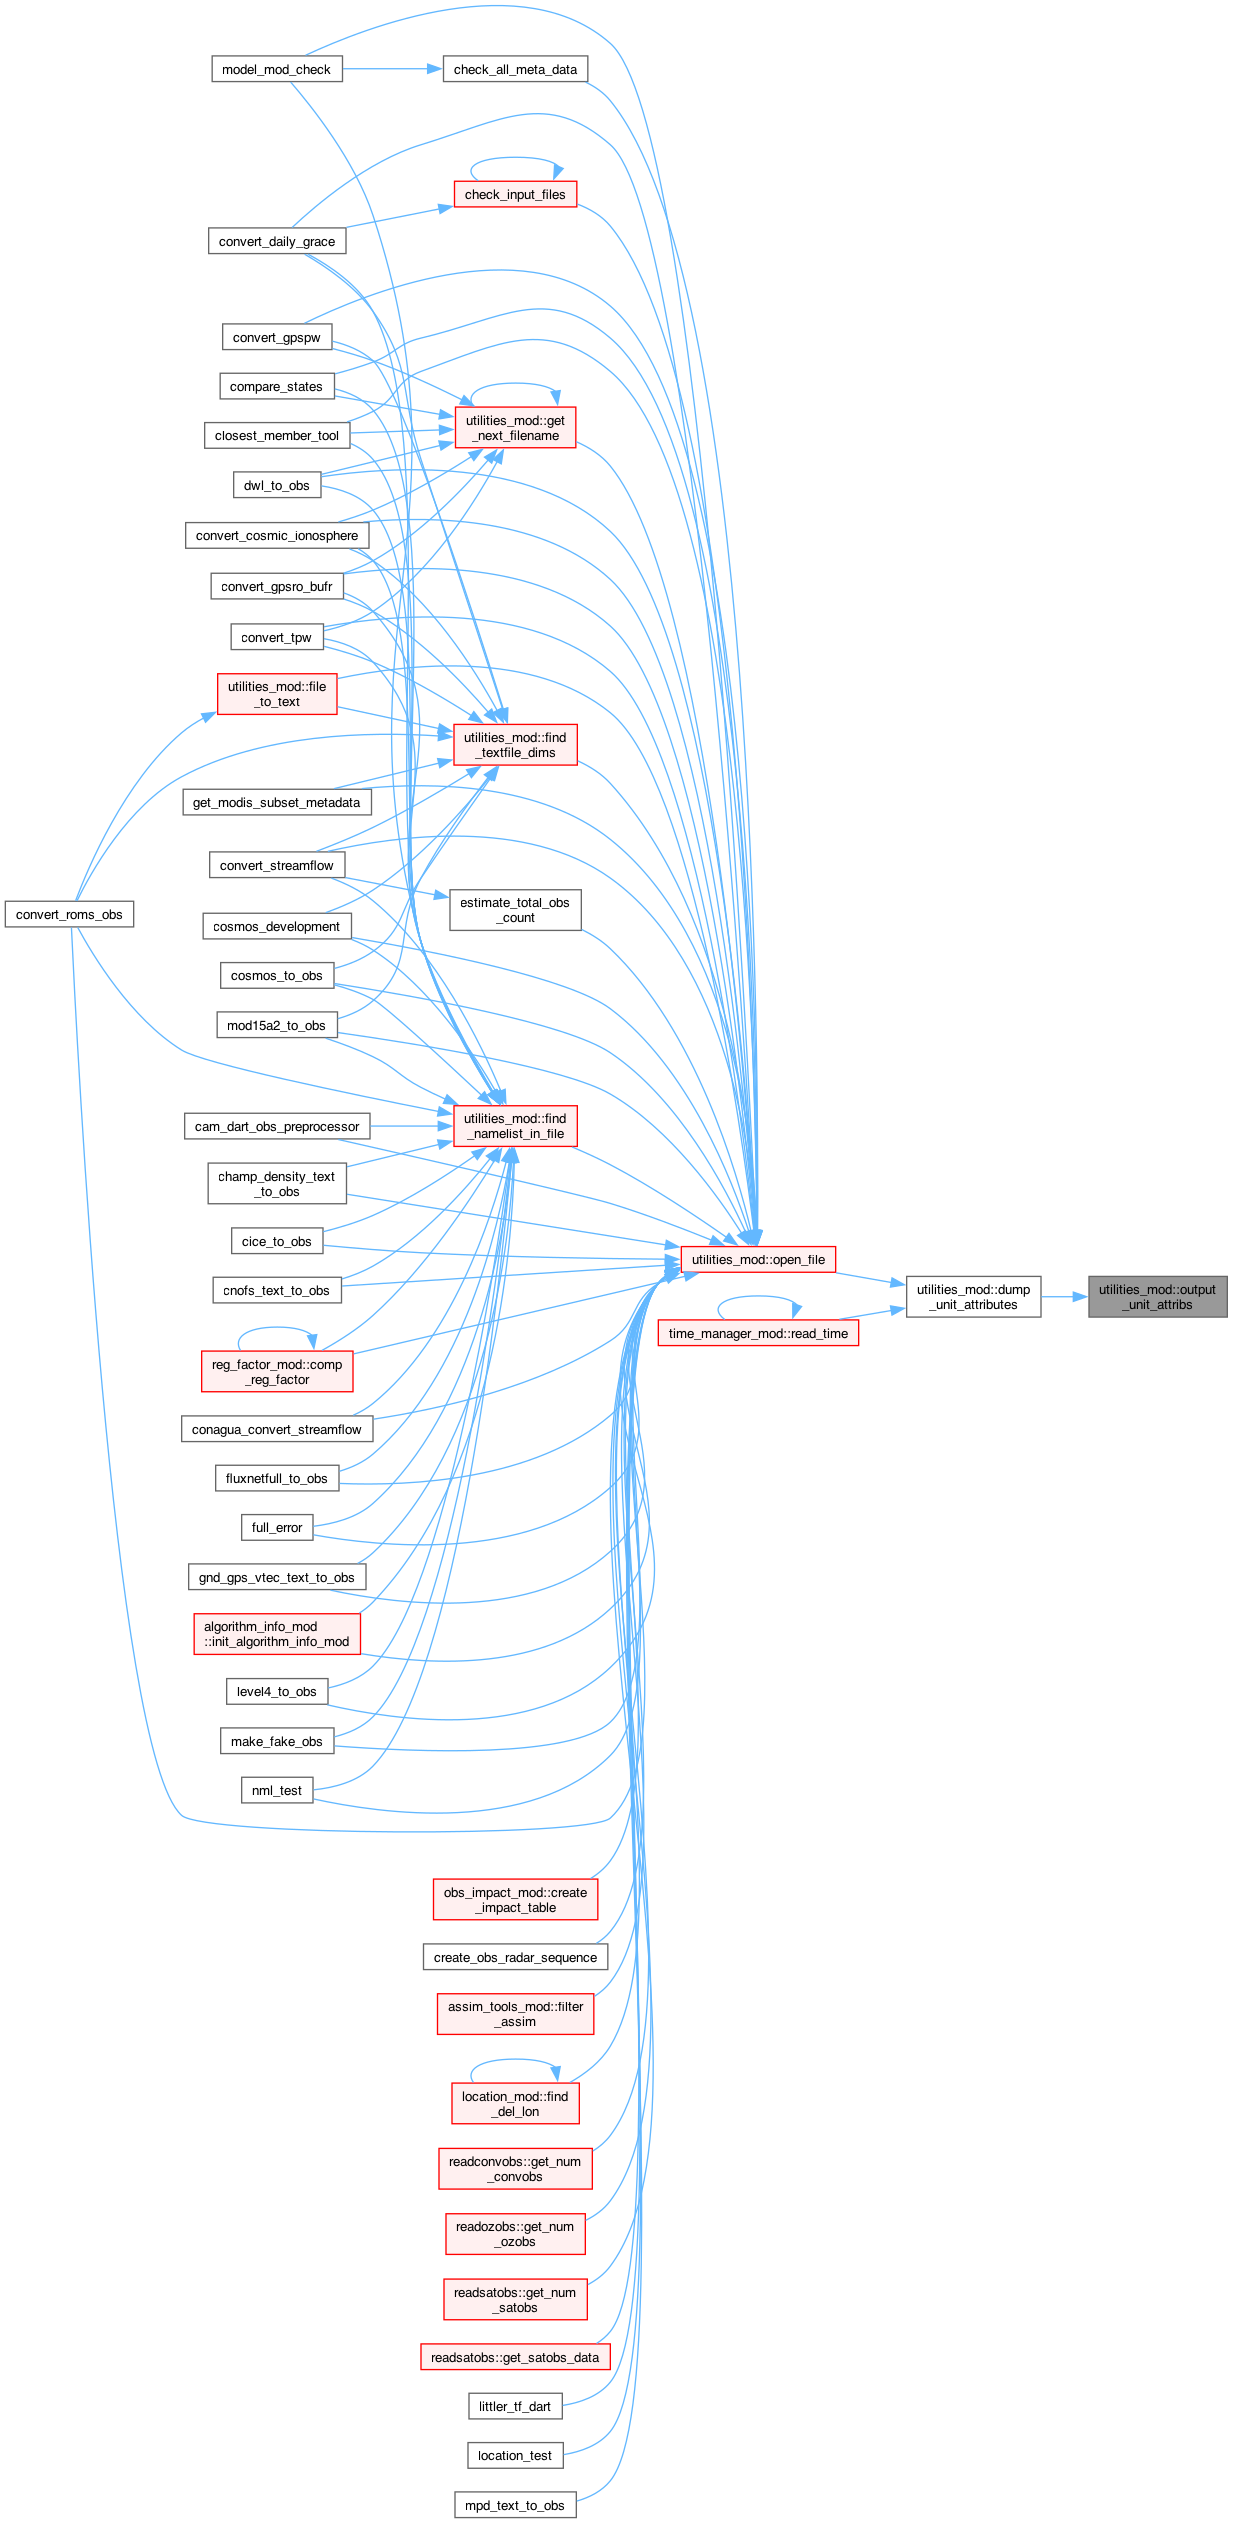 model_mod_check
check_all_meta_data
check_input_files
convert_daily_grace
convert_gpspw
compare_states
utilities_mod::get
_next_filename
closest_member_tool
dwl_to_obs
convert_cosmic_ionosphere
convert_gpsro_bufr
convert_tpw
utilities_mod::file
_to_text
utilities_mod::find
_textfile_dims
get_modis_subset_metadata
convert_streamflow
estimate_total_obs
_count
convert_roms_obs
cosmos_development
cosmos_to_obs
mod15a2_to_obs
utilities_mod::find
_namelist_in_file
cam_dart_obs_preprocessor
champ_density_text
_to_obs
cice_to_obs
utilities_mod::open_file
cnofs_text_to_obs
utilities_mod::dump
_unit_attributes
utilities_mod::output
_unit_attribs
time_manager_mod::read_time
reg_factor_mod::comp
_reg_factor
conagua_convert_streamflow
fluxnetfull_to_obs
full_error
gnd_gps_vtec_text_to_obs
algorithm_info_mod
::init_algorithm_info_mod
level4_to_obs
make_fake_obs
nml_test
obs_impact_mod::create
_impact_table
create_obs_radar_sequence
assim_tools_mod::filter
_assim
location_mod::find
_del_lon
readconvobs::get_num
_convobs
readozobs::get_num
_ozobs
readsatobs::get_num
_satobs
readsatobs::get_satobs_data
littler_tf_dart
location_test
mpd_text_to_obs